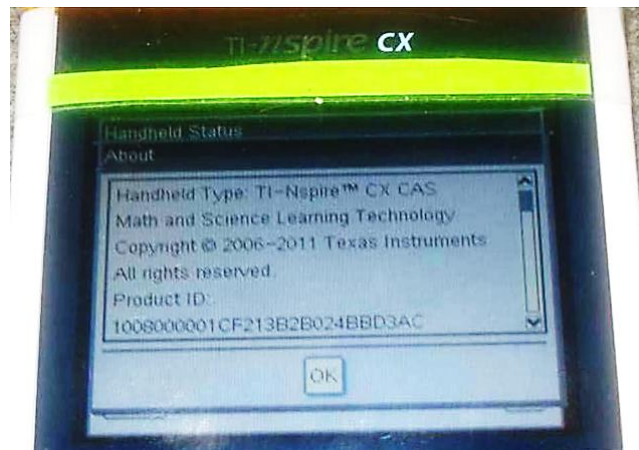 TI-nspire CX
Handheld Status
About
Handheld Type: TI-Nspire™ CX CAS
Math and Science Learning Technology
Copyright © 2006-2011 Texas Instruments
All rights reserved.
Product ID:
1008000001CF213B2B024BBD3AC
OK